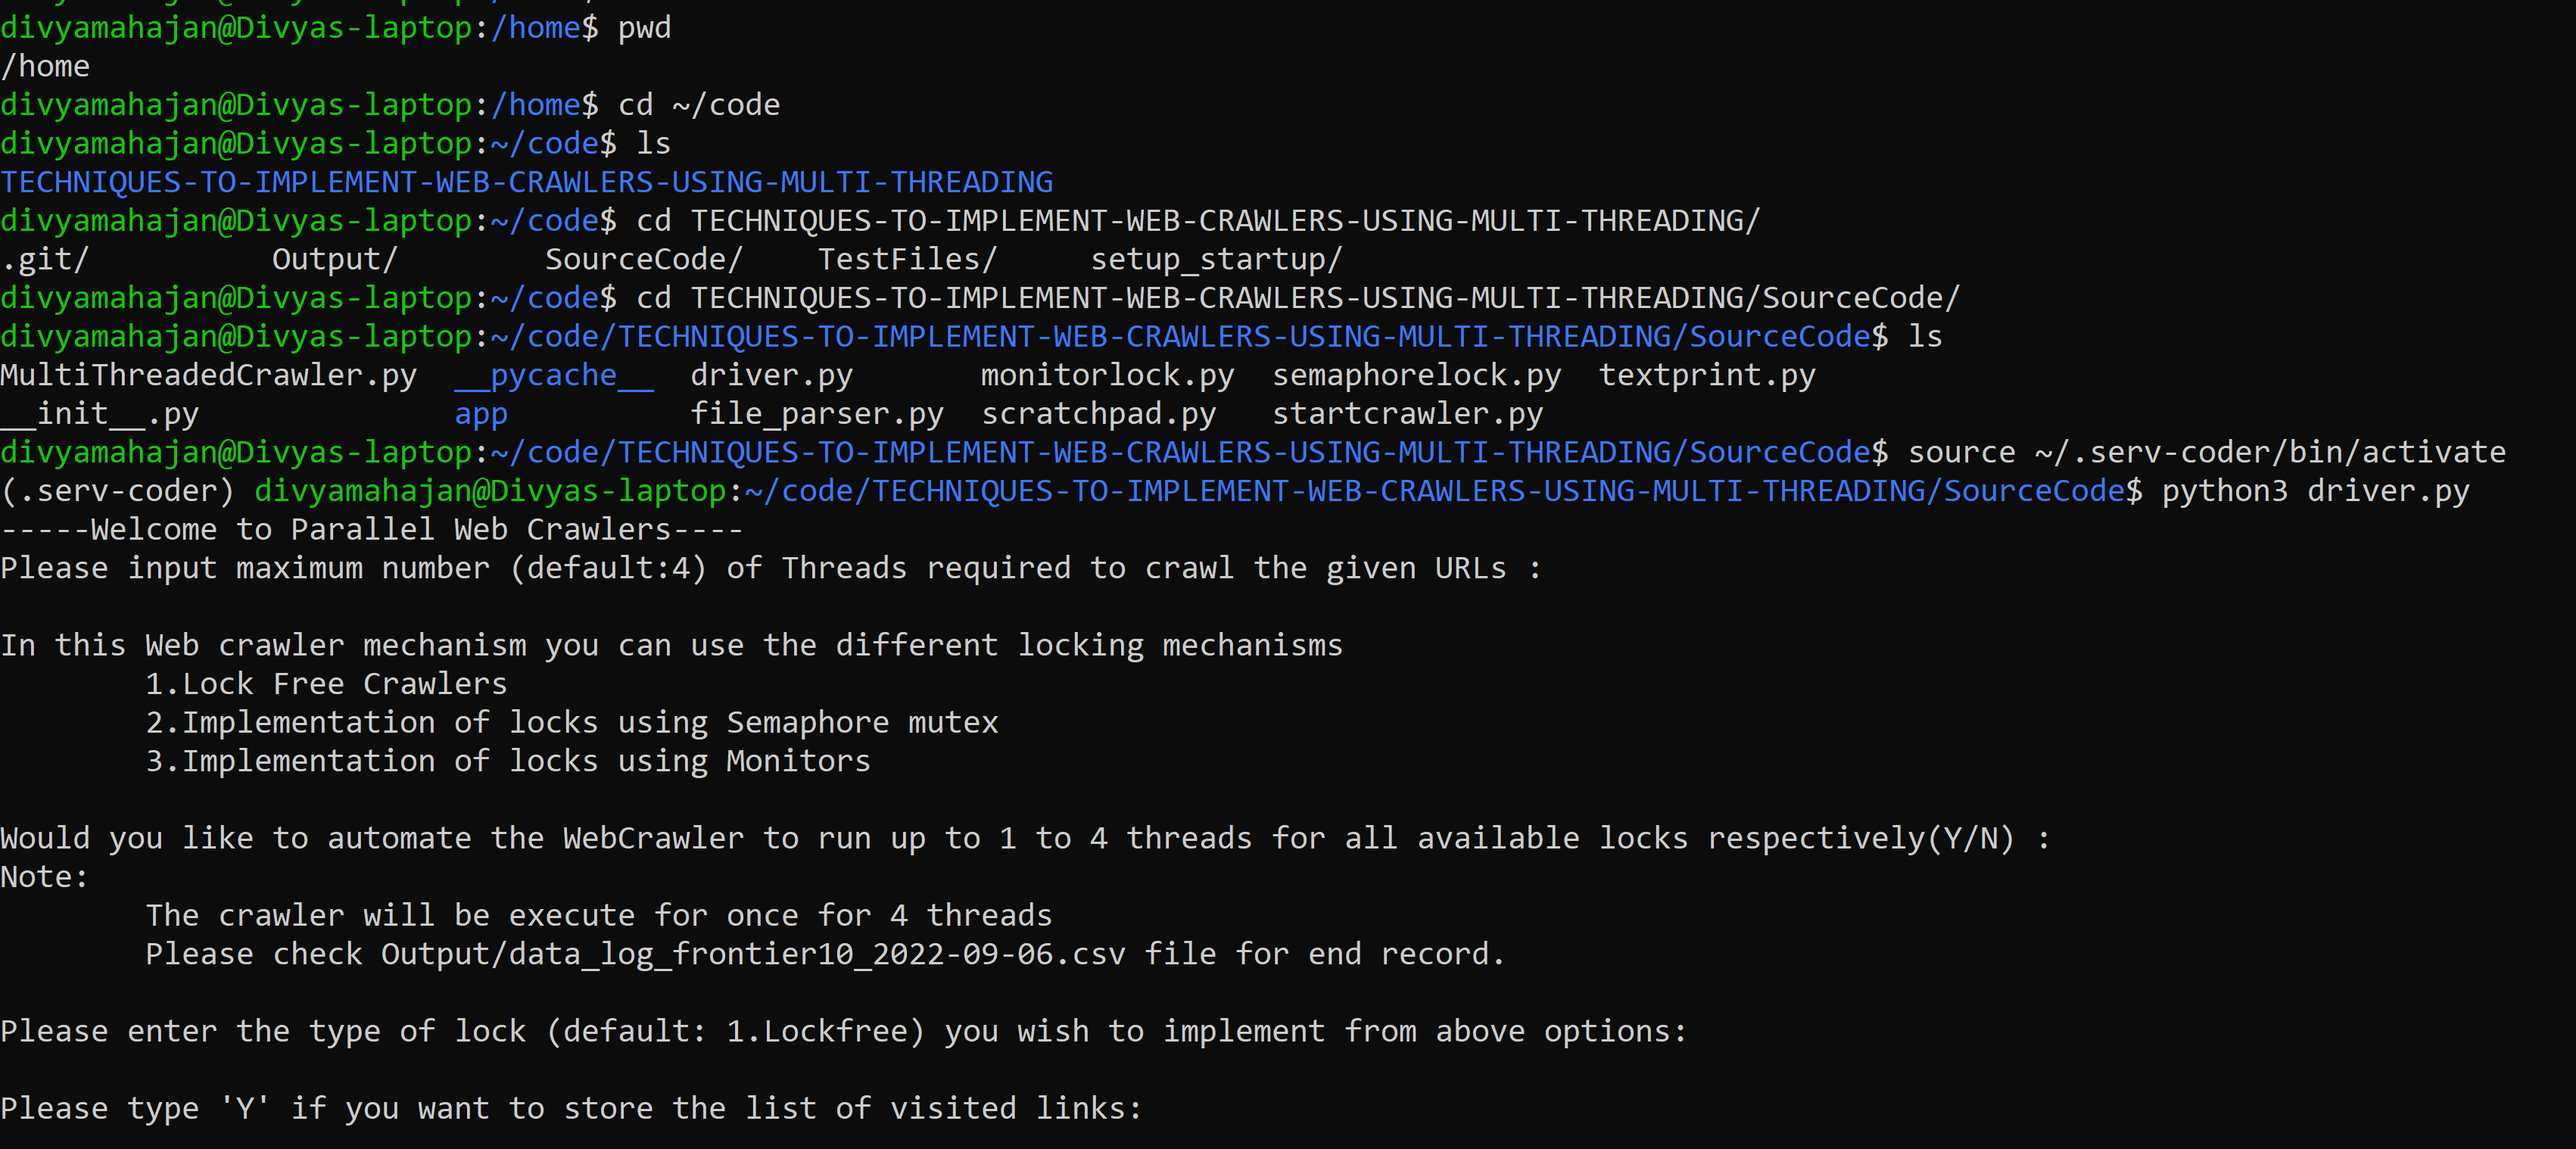 divyamahajan@Divyas-laptop:/home$ pwd
/home
divyamahajan@Divyas-laptop:/home$ cd ~/code
divyamahajan@Divyas-laptop:~/code$ ls
TECHNIQUES-TO-IMPLEMENT-WEB-CRAWLERS-USING-MULTI-THREADING
divyamahajan@Divyas-laptop:~/code$ cd TECHNIQUES-TO-IMPLEMENT-WEB-CRAWLERS-USING-MULTI-THREADING/
.git/          Output/        SourceCode/    TestFiles/     setup_startup/
divyamahajan@Divyas-laptop:~/code$ cd TECHNIQUES-TO-IMPLEMENT-WEB-CRAWLERS-USING-MULTI-THREADING/SourceCode/
divyamahajan@Divyas-laptop:~/code/TECHNIQUES-TO-IMPLEMENT-WEB-CRAWLERS-USING-MULTI-THREADING/SourceCode$ ls
MultiThreadedCrawler.py  __pycache__  driver.py       monitorlock.py  semaphorelock.py  textprint.py
__init__.py              app          file_parser.py  scratchpad.py   startcrawler.py
divyamahajan@Divyas-laptop:~/code/TECHNIQUES-TO-IMPLEMENT-WEB-CRAWLERS-USING-MULTI-THREADING/SourceCode$ source ~/.serv-coder/bin/activate
(.serv-coder) divyamahajan@Divyas-laptop:~/code/TECHNIQUES-TO-IMPLEMENT-WEB-CRAWLERS-USING-MULTI-THREADING/SourceCode$ python3 driver.py
-----Welcome to Parallel Web Crawlers----
Please input maximum number (default:4) of Threads required to crawl the given URLs :
In this Web crawler mechanism you can use the different locking mechanisms
        1.Lock Free Crawlers
        2.Implementation of locks using Semaphore mutex
        3.Implementation of locks using Monitors
Would you like to automate the WebCrawler to run up to 1 to 4 threads for all available locks respectively(Y/N) :
Note:
        The crawler will be execute for once for 4 threads
        Please check Output/data_log_frontier10_2022-09-06.csv file for end record.
Please enter the type of lock (default: 1.Lockfree) you wish to implement from above options:
Please type 'Y' if you want to store the list of visited links: